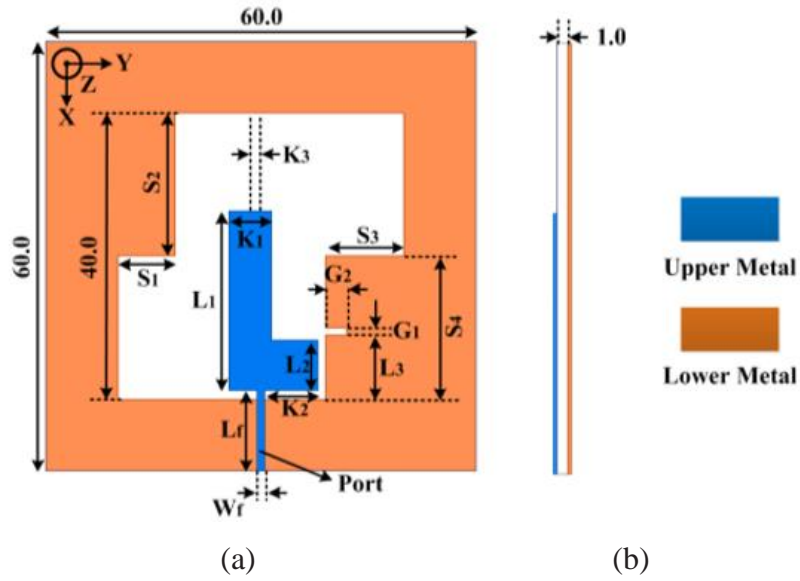 60.0
1.0
Y
Z
X
K3
S2
60.0
40.0
K1
S3
S1
G2
L1
G1
S4
L2
L3
K2
Lf
Port
Wf
Upper Metal
Lower Metal
(a)
(b)